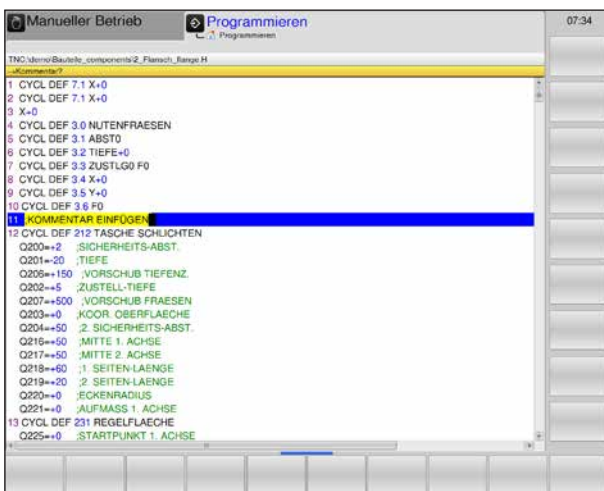 Manueller Betrieb
Programmieren
Programmieren
07:34
TNC:\demo\Bauteile_components\2_Flansch_flange.H
→Kommentar?
1 CYCL DEF 7.1 X+0
2 CYCL DEF 7.1 X+0
3 X+0
4 CYCL DEF 3.0 NUTENFRAESEN
5 CYCL DEF 3.1 ABST0
6 CYCL DEF 3.2 TIEFE+0
7 CYCL DEF 3.3 ZUSTLG0 F0
8 CYCL DEF 3.4 X+0
9 CYCL DEF 3.5 Y+0
10 CYCL DEF 3.6 F0
11 ;KOMMENTAR EINFÜGEN
12 CYCL DEF 212 TASCHE SCHLICHTEN
Q200=+2 ;SICHERHEITS-ABST.
Q201=-20 ;TIEFE
Q206=+150 ;VORSCHUB TIEFENZ.
Q202=+5 ;ZUSTELL-TIEFE
Q207=+500 ;VORSCHUB FRAESEN
Q203=+0 ;KOOR. OBERFLAECHE
Q204=+50 ;2. SICHERHEITS-ABST.
Q216=+50 ;MITTE 1. ACHSE
Q217=+50 ;MITTE 2. ACHSE
Q218=+60 ;1. SEITEN-LAENGE
Q219=+20 ;2. SEITEN-LAENGE
Q220=+0 ;ECKENRADIUS
Q221=+0 ;AUFMASS 1. ACHSE
13 CYCL DEF 231 REGELFLAECHE
Q225=+0 ;STARTPUNKT 1. ACHSE